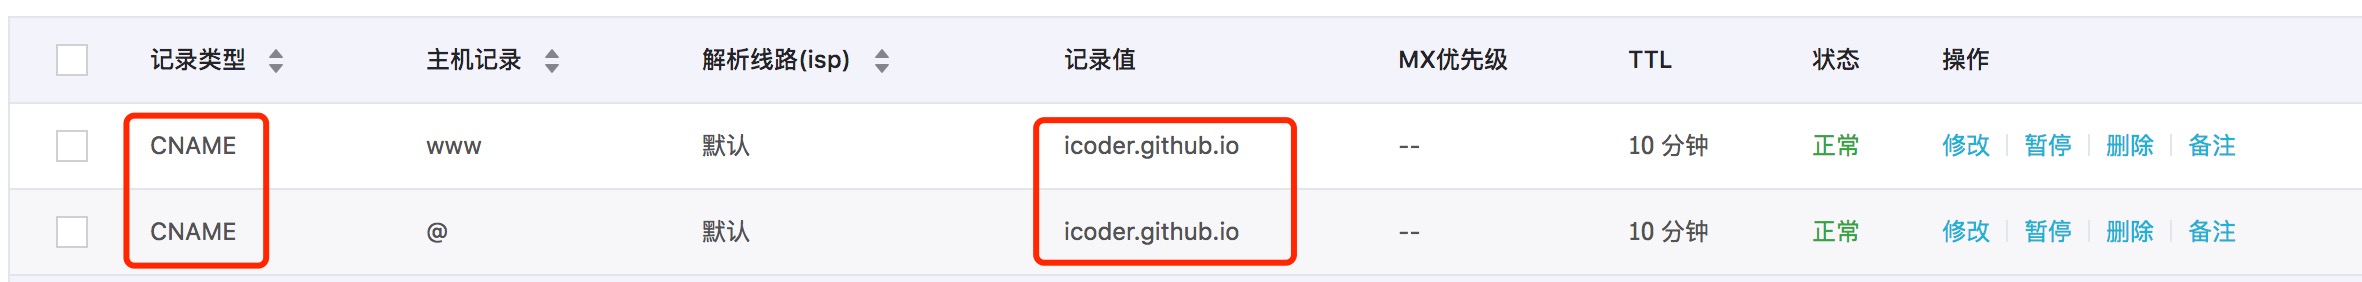 记录类型 主机记录 解析线路(isp) 记录值 MX优先级 TTL 状态 操作
CNAME www 默认 icoder.github.io -- 10 分钟 正常 修改 暂停 删除 备注
CNAME @ 默认 icoder.github.io -- 10 分钟 正常 修改 暂停 删除 备注